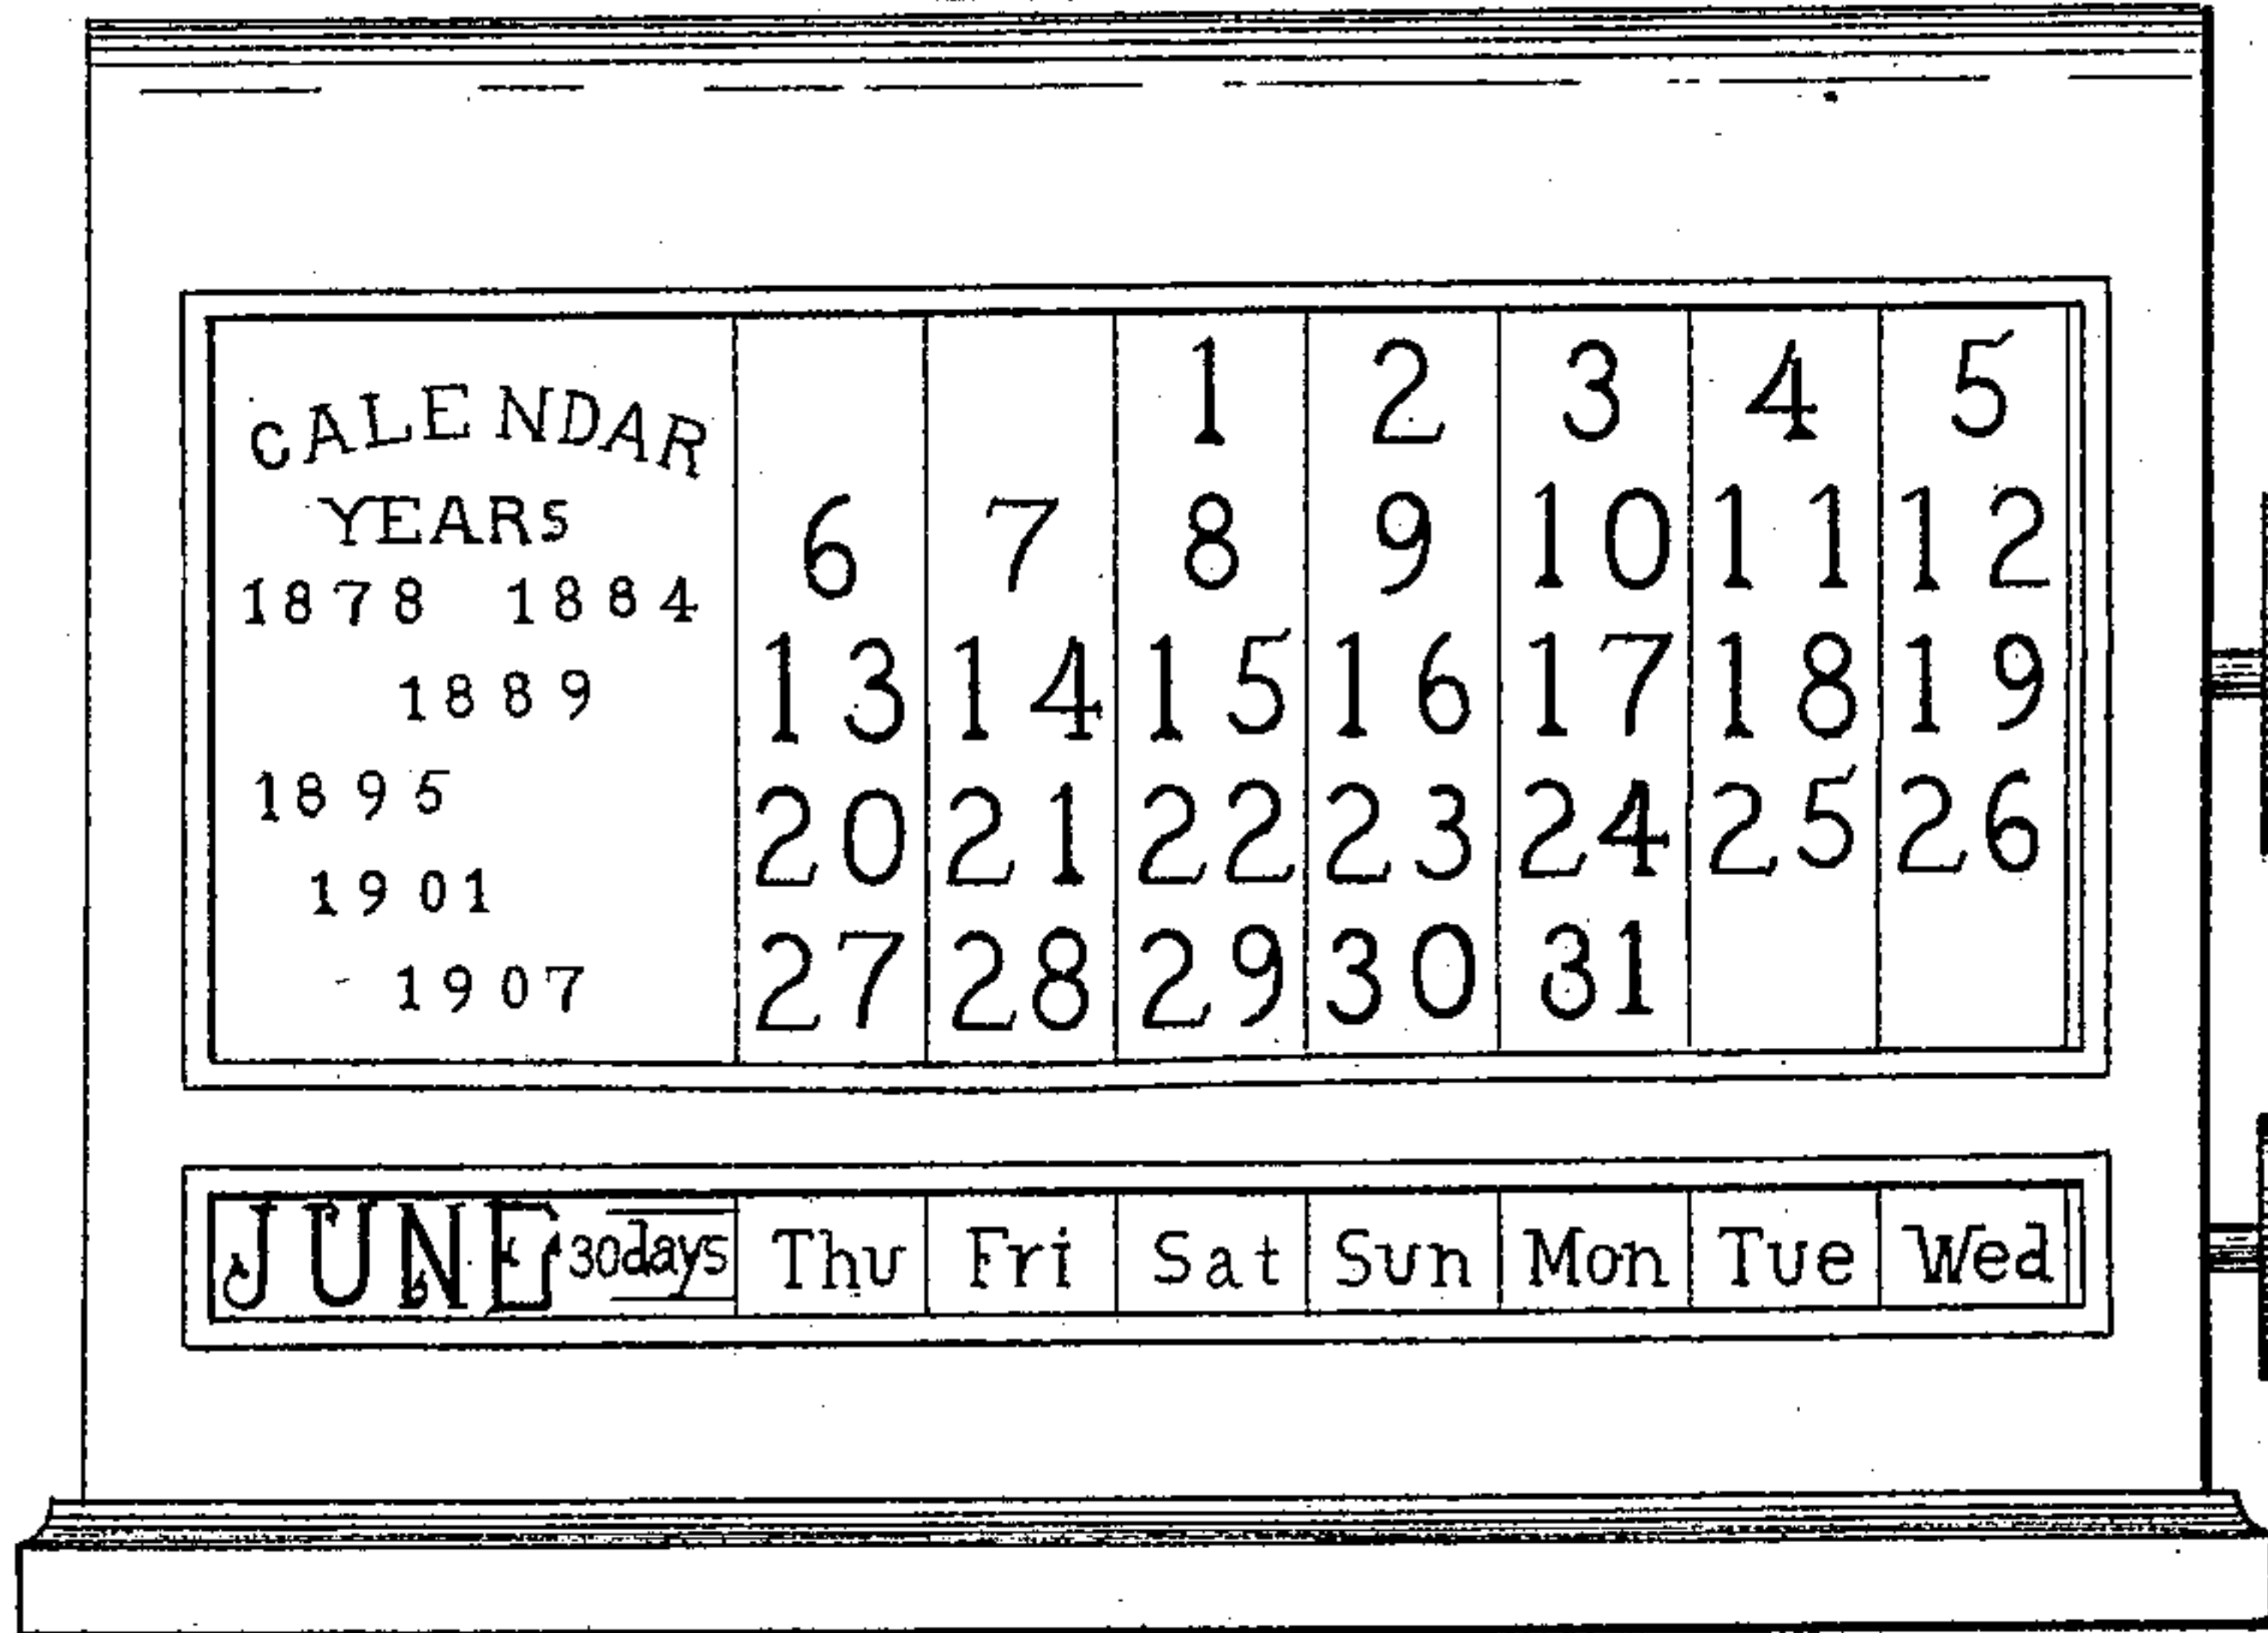 CALENDAR
YEARS
1878 1884
1889
1895
1901
1907
1 2 3 4 5
6 7 8 9 10 11 12
13 14 15 16 17 18 19
20 21 22 23 24 25 26
27 28 29 30 31
JUNE 30days Thu Fri Sat Sun Mon Tue Wed